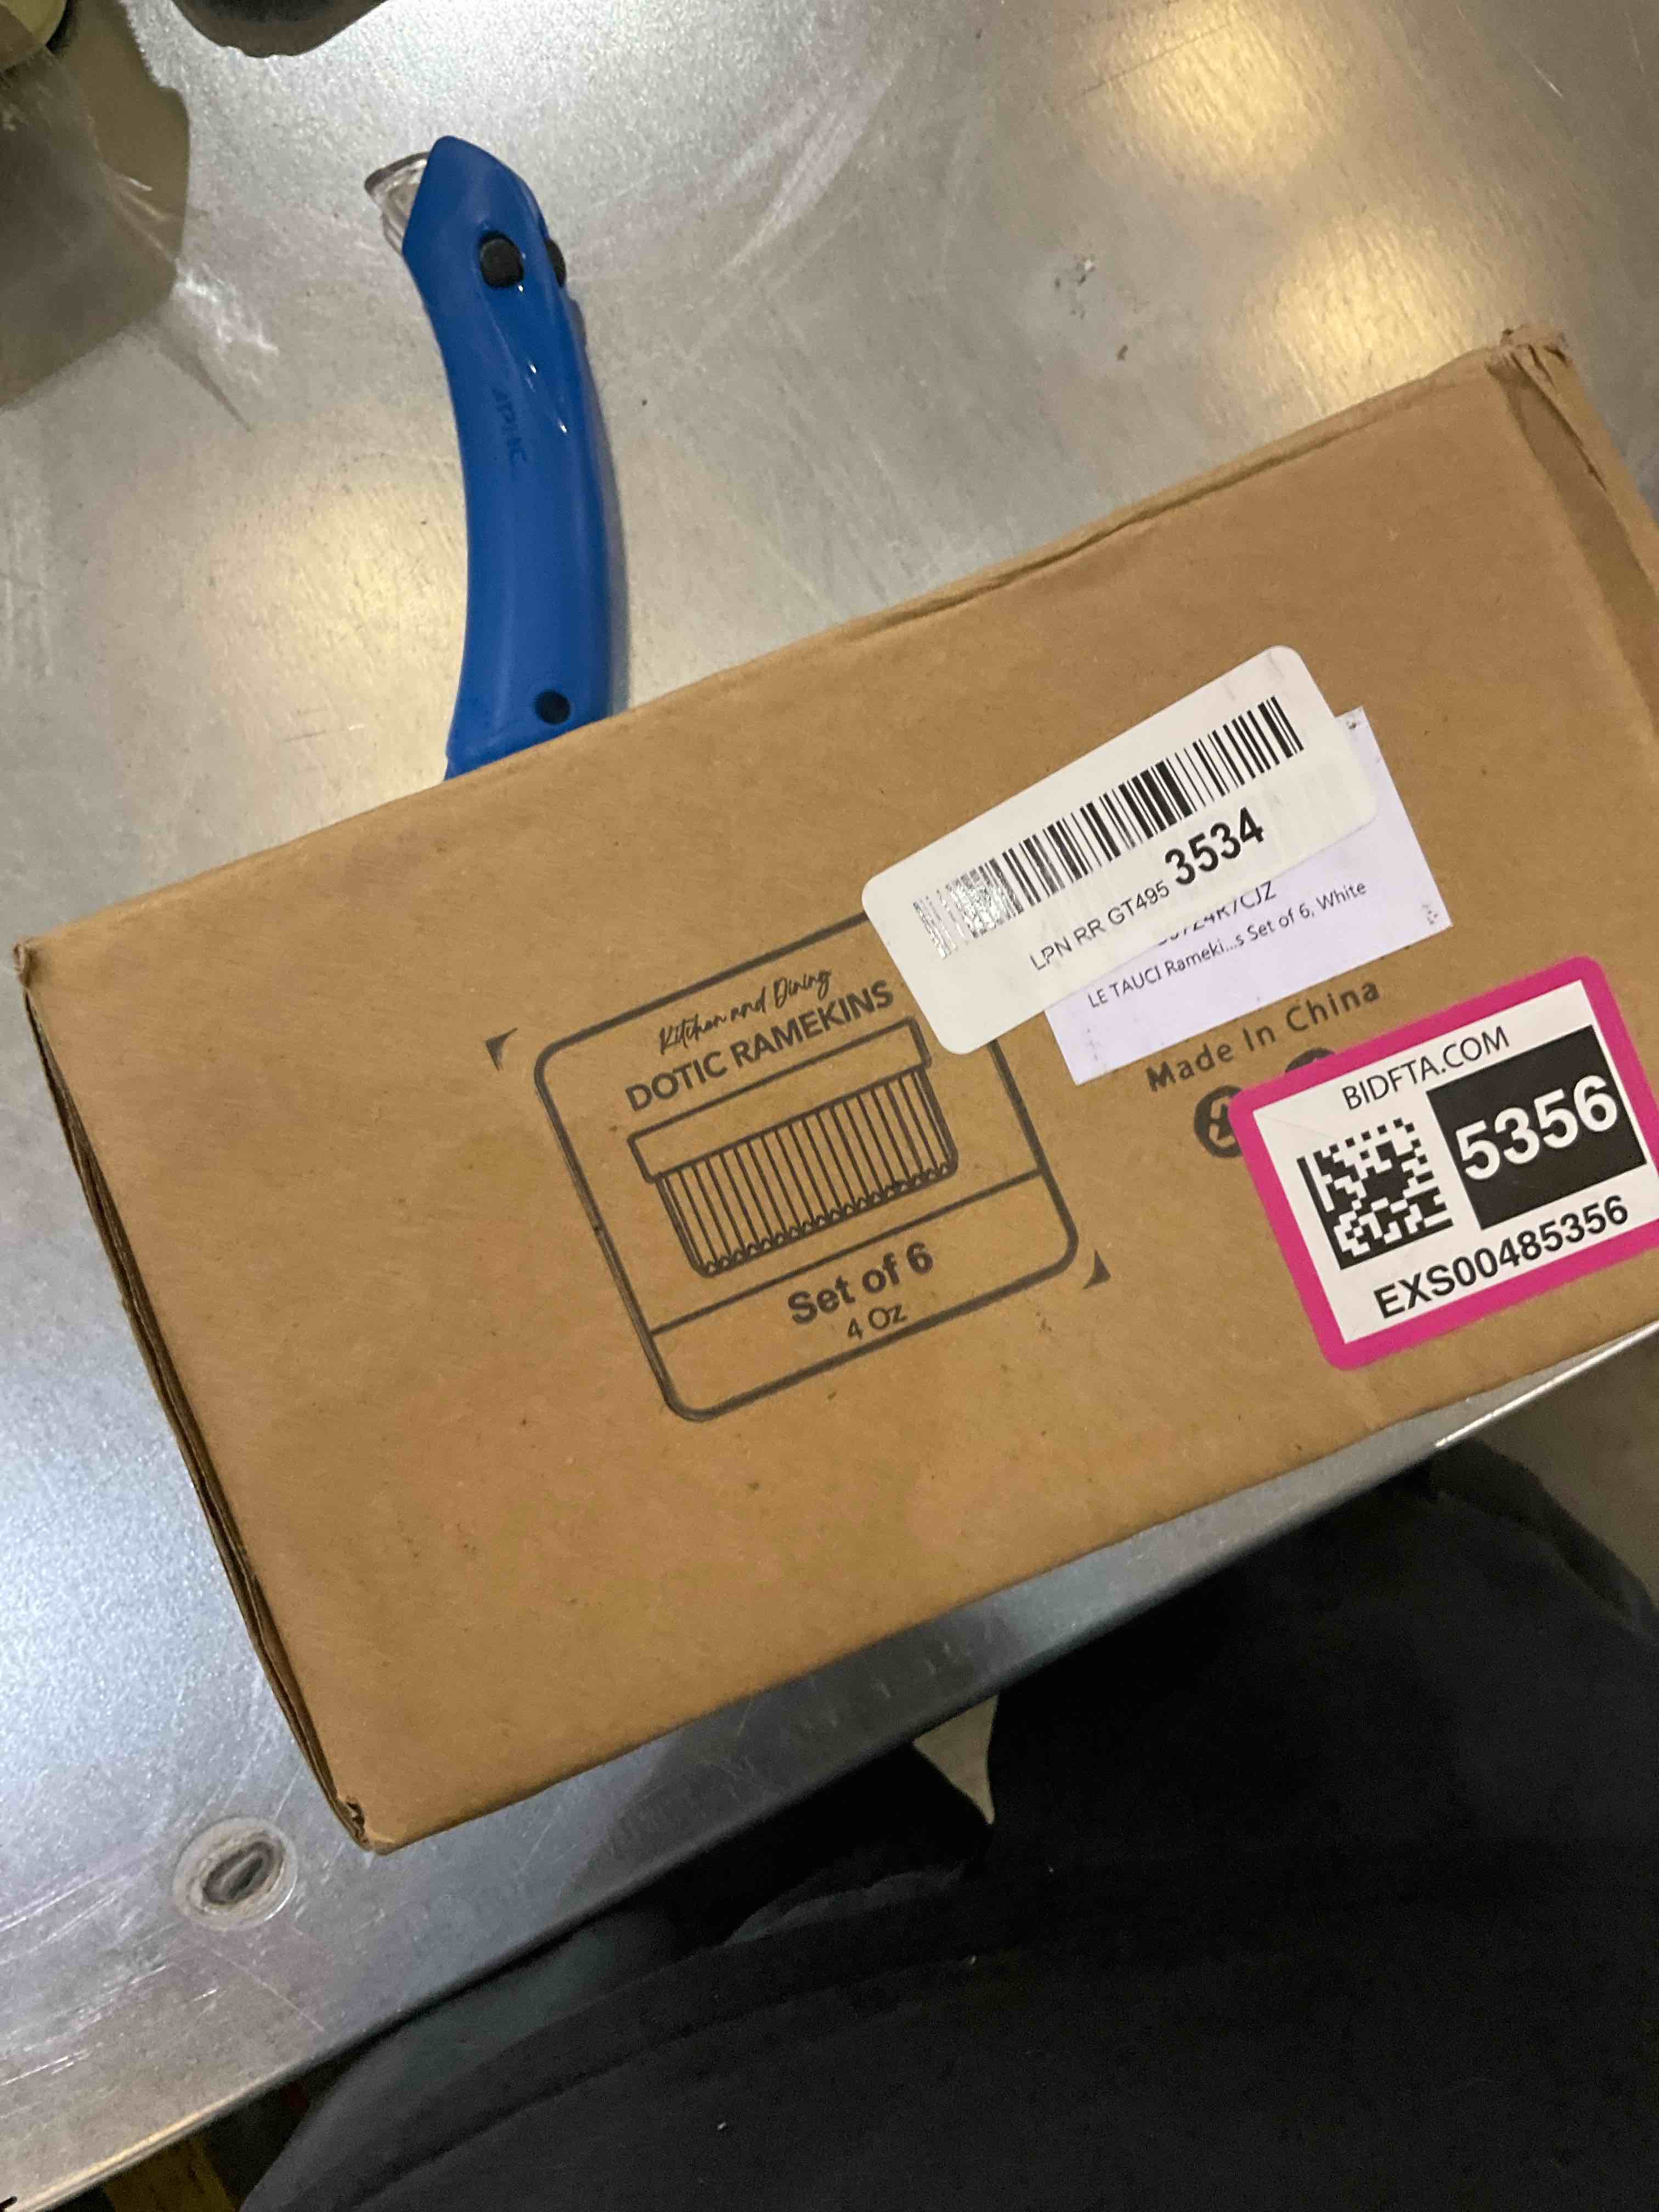 Kitchen and Dining
DOTIC RAMEKINS
Set of 6
4 Oz
LPN RR GT495 3534
LE TAUCI Rameki...s Set of 6, White
Made In China
BIDFTA.COM
5356
EXS00485356